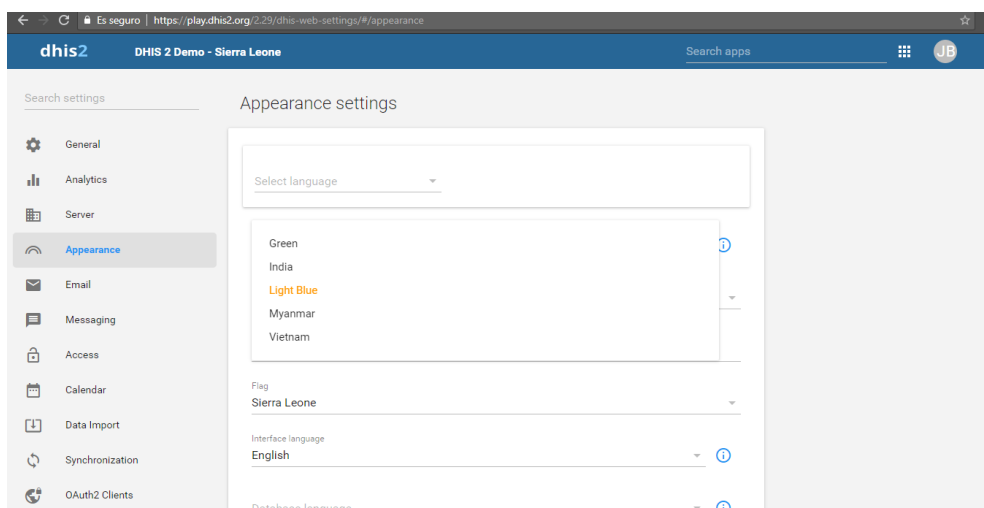 Es seguro | https://play.dhis2.org/2.29/dhis-web-settings/#/appearance
dhis2 DHIS 2 Demo - Sierra Leone Search apps JB
Search settings
Appearance settings
General
Analytics
Server
Appearance
Email
Messaging
Access
Calendar
Data Import
Synchronization
OAuth2 Clients
Select language
Green
India
Light Blue
Myanmar
Vietnam
Flag
Sierra Leone
Interface language
English
Database language